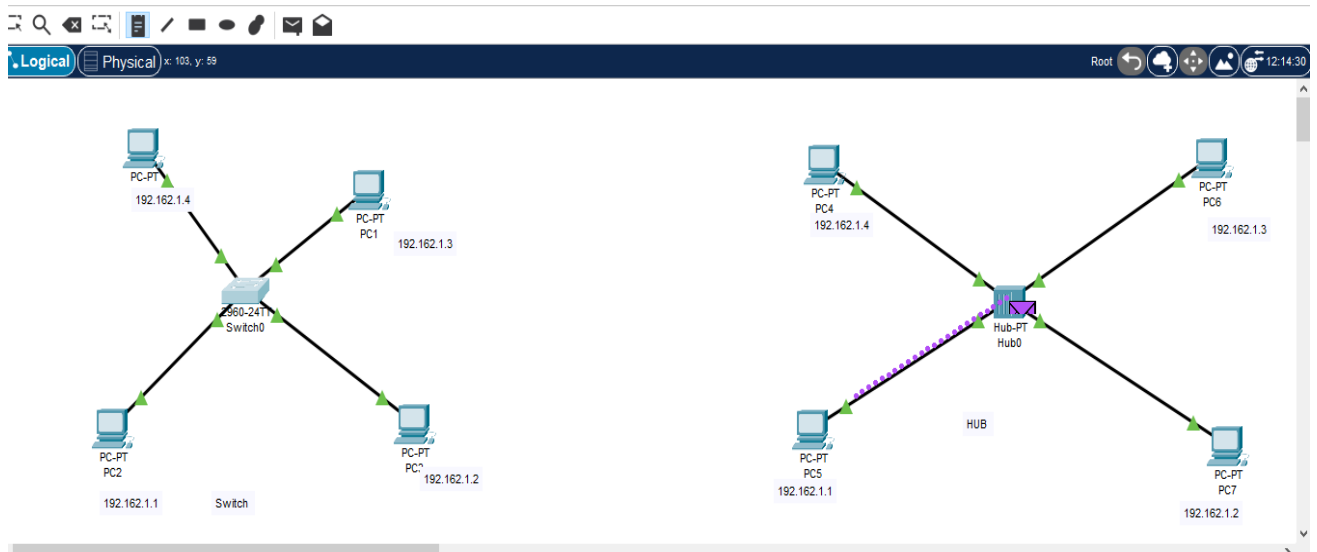 Logical
Physical x: 103, y: 59
Root
12:14:30
PC-PT
192.162.1.4
PC-PT
PC1
192.162.1.3
2960-24TT
Switch0
PC-PT
PC2
192.162.1.1
Switch
PC-PT
192.162.1.2
PC-PT
PC4
192.162.1.4
PC-PT
PC6
192.162.1.3
Hub-PT
Hub0
HUB
PC-PT
PC5
192.162.1.1
PC-PT
PC7
192.162.1.2